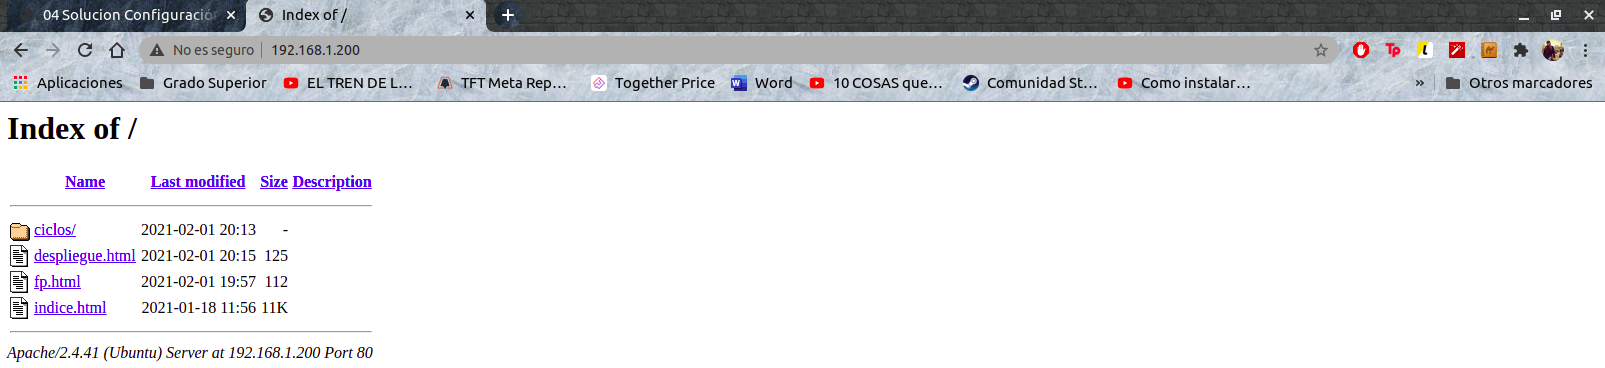 04 Solucion Configuració
Index of /
No es seguro
192.168.1.200
Aplicaciones
Grado Superior
EL TREN DE L...
TFT Meta Rep...
Together Price
Word
10 COSAS que...
Comunidad St...
Como instalar...
»
Otros marcadores
Index of /
Name Last modified Size Description
ciclos/ 2021-02-01 20:13 -
despliegue.html 2021-02-01 20:15 125
fp.html 2021-02-01 19:57 112
indice.html 2021-01-18 11:56 11K
Apache/2.4.41 (Ubuntu) Server at 192.168.1.200 Port 80